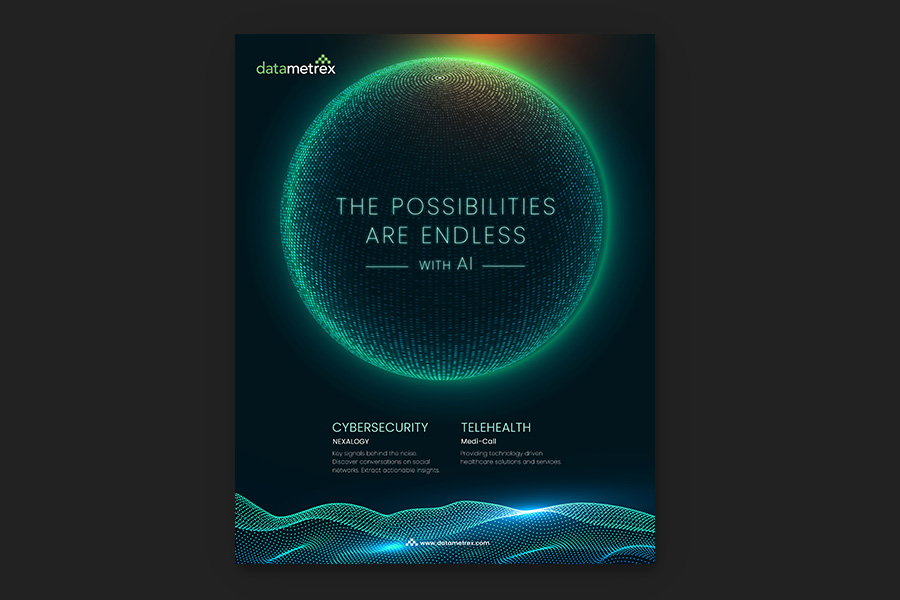 datametrex
THE POSSIBILITIES
ARE ENDLESS
WITH AI
CYBERSECURITY
NEXALOGY
Key signals behind the noise.
Discover conversations on social
networks. Extract actionable insights.
TELEHEALTH
Medi-Call
Providing technology driven
healthcare solutions and services.
www.datametrex.com